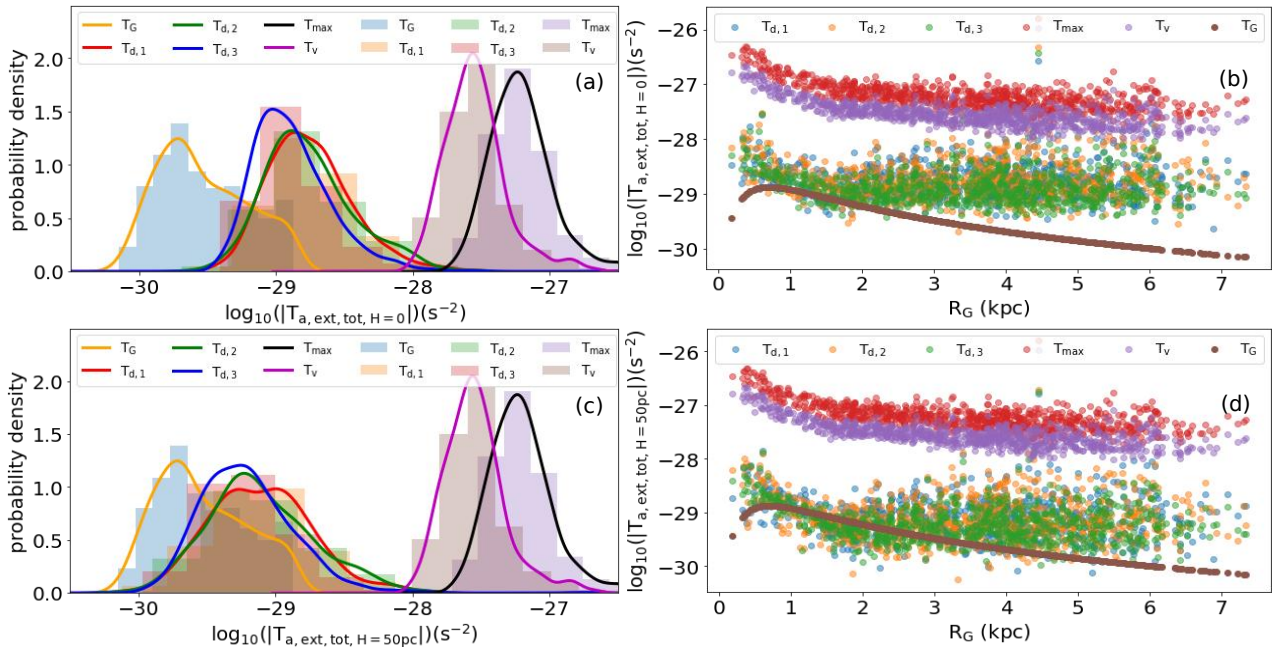 T_G T_d,2 T_max T_G T_d,2 T_max
T_d,1 T_d,3 T_v T_d,1 T_d,3 T_v
(a)
probability density
2.0
1.5
1.0
0.5
0.0
−30 −29 −28 −27
log₁₀(|T_a,ext,tot,H=0|)(s⁻²)
T_d,1 T_d,2 T_d,3 T_max T_v T_G
(b)
log₁₀(|T_a,ext,tot,H=0|)(s⁻²)
−26
−27
−28
−29
−30
0 1 2 3 4 5 6 7
R_G (kpc)
T_G T_d,2 T_max T_G T_d,2 T_max
T_d,1 T_d,3 T_v T_d,1 T_d,3 T_v
(c)
probability density
2.0
1.5
1.0
0.5
0.0
−30 −29 −28 −27
log₁₀(|T_a,ext,tot,H=50pc|)(s⁻²)
T_d,1 T_d,2 T_d,3 T_max T_v T_G
(d)
log₁₀(|T_a,ext,tot,H=50pc|)(s⁻²)
−26
−27
−28
−29
−30
0 1 2 3 4 5 6 7
R_G (kpc)